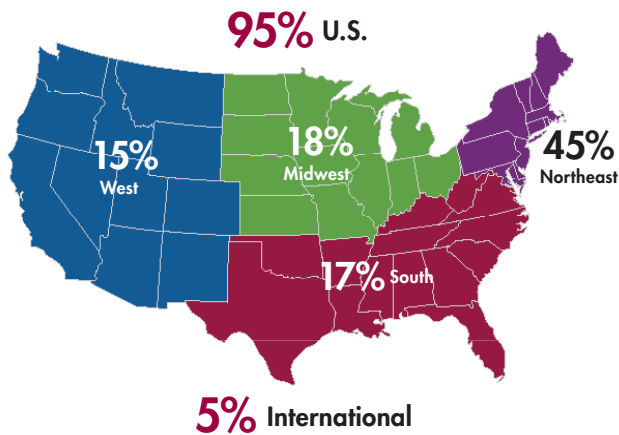 95% U.S.
18%
Midwest
15%
West
45%
Northeast
17% South
5% International